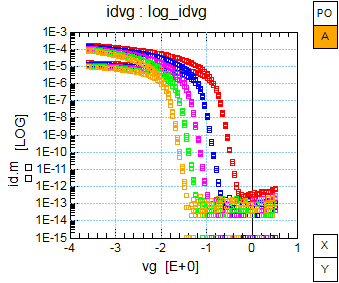 idvg : log_idvg
PO
A
1E-3
1E-4
1E-5
1E-6
1E-7
1E-8
1E-9
1E-10
1E-11
1E-12
1E-13
1E-14
1E-15
id.m [LOG]
-4 -3 -2 -1 0 1
vg [E+0]
X
Y